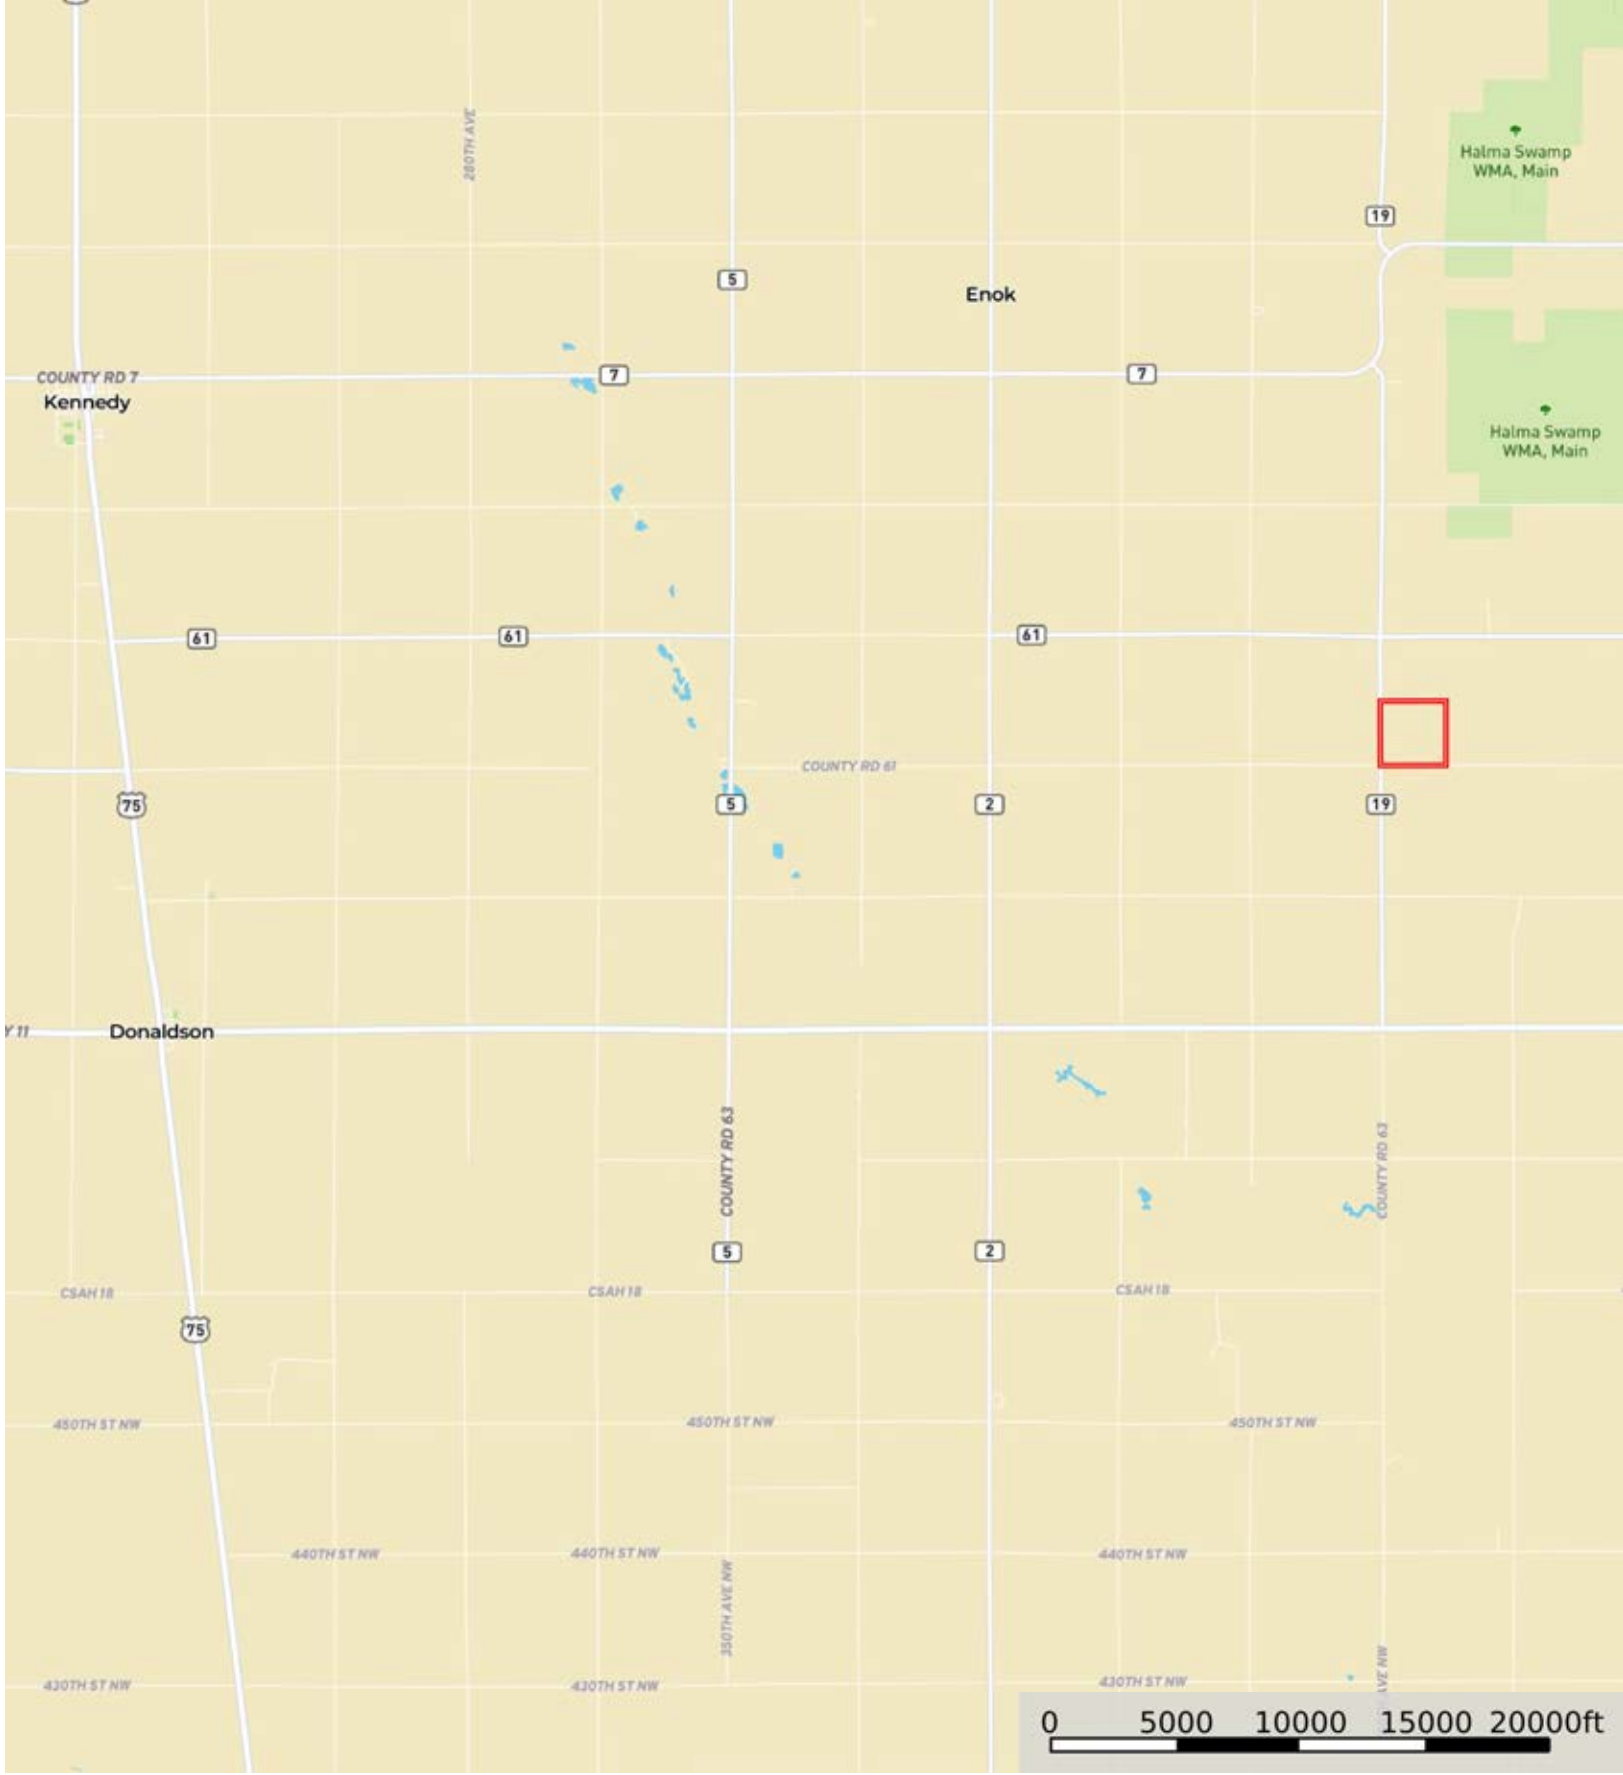 280TH AVE
Halma Swamp
WMA, Main
19
5
Enok
COUNTY RD 7
7
7
Kennedy
Halma Swamp
WMA, Main
61
61
61
COUNTY RD 61
75
5
2
19
Y 11
Donaldson
COUNTY RD 63
COUNTY RD 63
5
2
CSAH 18
CSAH 18
CSAH 18
75
450TH ST NW
450TH ST NW
450TH ST NW
440TH ST NW
440TH ST NW
440TH ST NW
350TH AVE NW
430TH ST NW
430TH ST NW
430TH ST NW
AVE NW
0 5000 10000 15000 20000ft